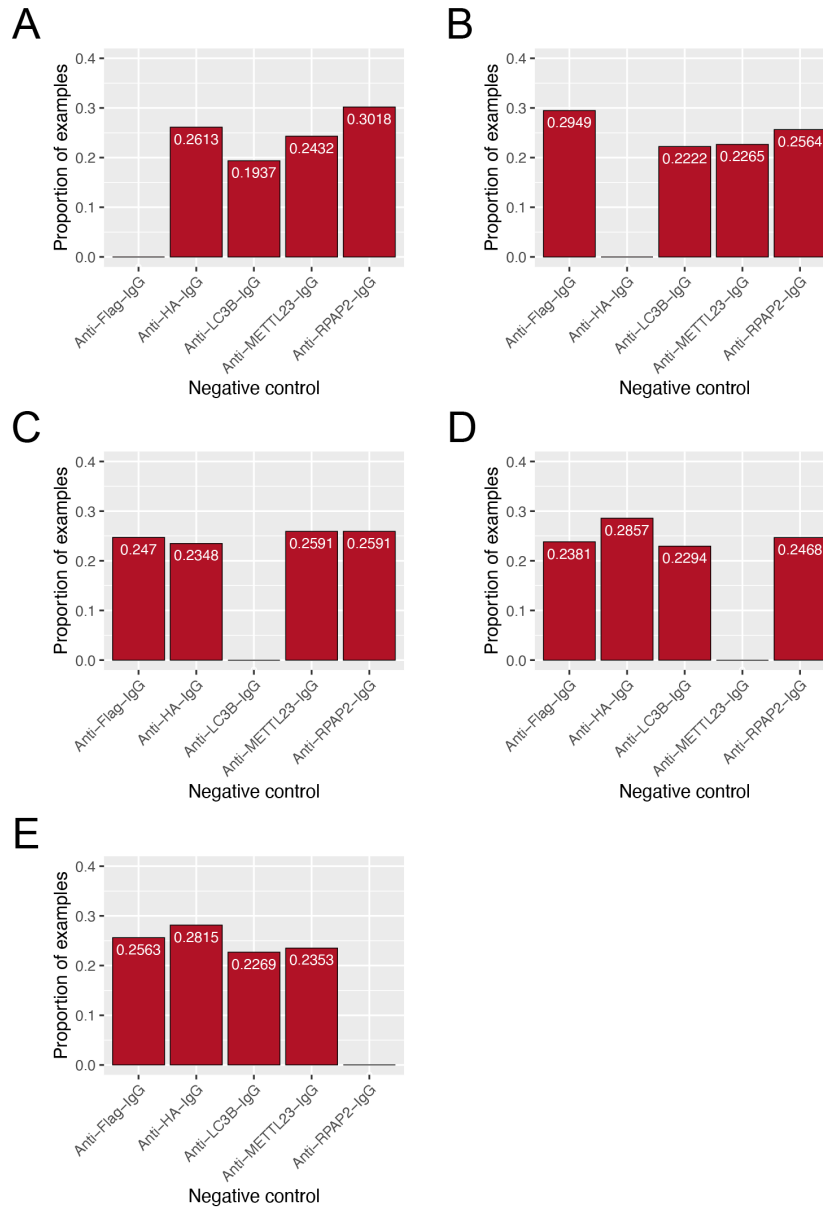 A
Proportion of examples
0.4
0.3
0.2
0.1
0.0
0.2613
0.1937
0.2432
0.3018
Anti−Flag−IgG
Anti−HA−IgG
Anti−LC3B−IgG
Anti−METTL23−IgG
Anti−RPAP2−IgG
Negative control
B
Proportion of examples
0.4
0.3
0.2
0.1
0.0
0.2949
0.2222
0.2265
0.2564
Anti−Flag−IgG
Anti−HA−IgG
Anti−LC3B−IgG
Anti−METTL23−IgG
Anti−RPAP2−IgG
Negative control
C
Proportion of examples
0.4
0.3
0.2
0.1
0.0
0.247
0.2348
0.2591
0.2591
Anti−Flag−IgG
Anti−HA−IgG
Anti−LC3B−IgG
Anti−METTL23−IgG
Anti−RPAP2−IgG
Negative control
D
Proportion of examples
0.4
0.3
0.2
0.1
0.0
0.2381
0.2857
0.2294
0.2468
Anti−Flag−IgG
Anti−HA−IgG
Anti−LC3B−IgG
Anti−METTL23−IgG
Anti−RPAP2−IgG
Negative control
E
Proportion of examples
0.4
0.3
0.2
0.1
0.0
0.2563
0.2815
0.2269
0.2353
Anti−Flag−IgG
Anti−HA−IgG
Anti−LC3B−IgG
Anti−METTL23−IgG
Anti−RPAP2−IgG
Negative control